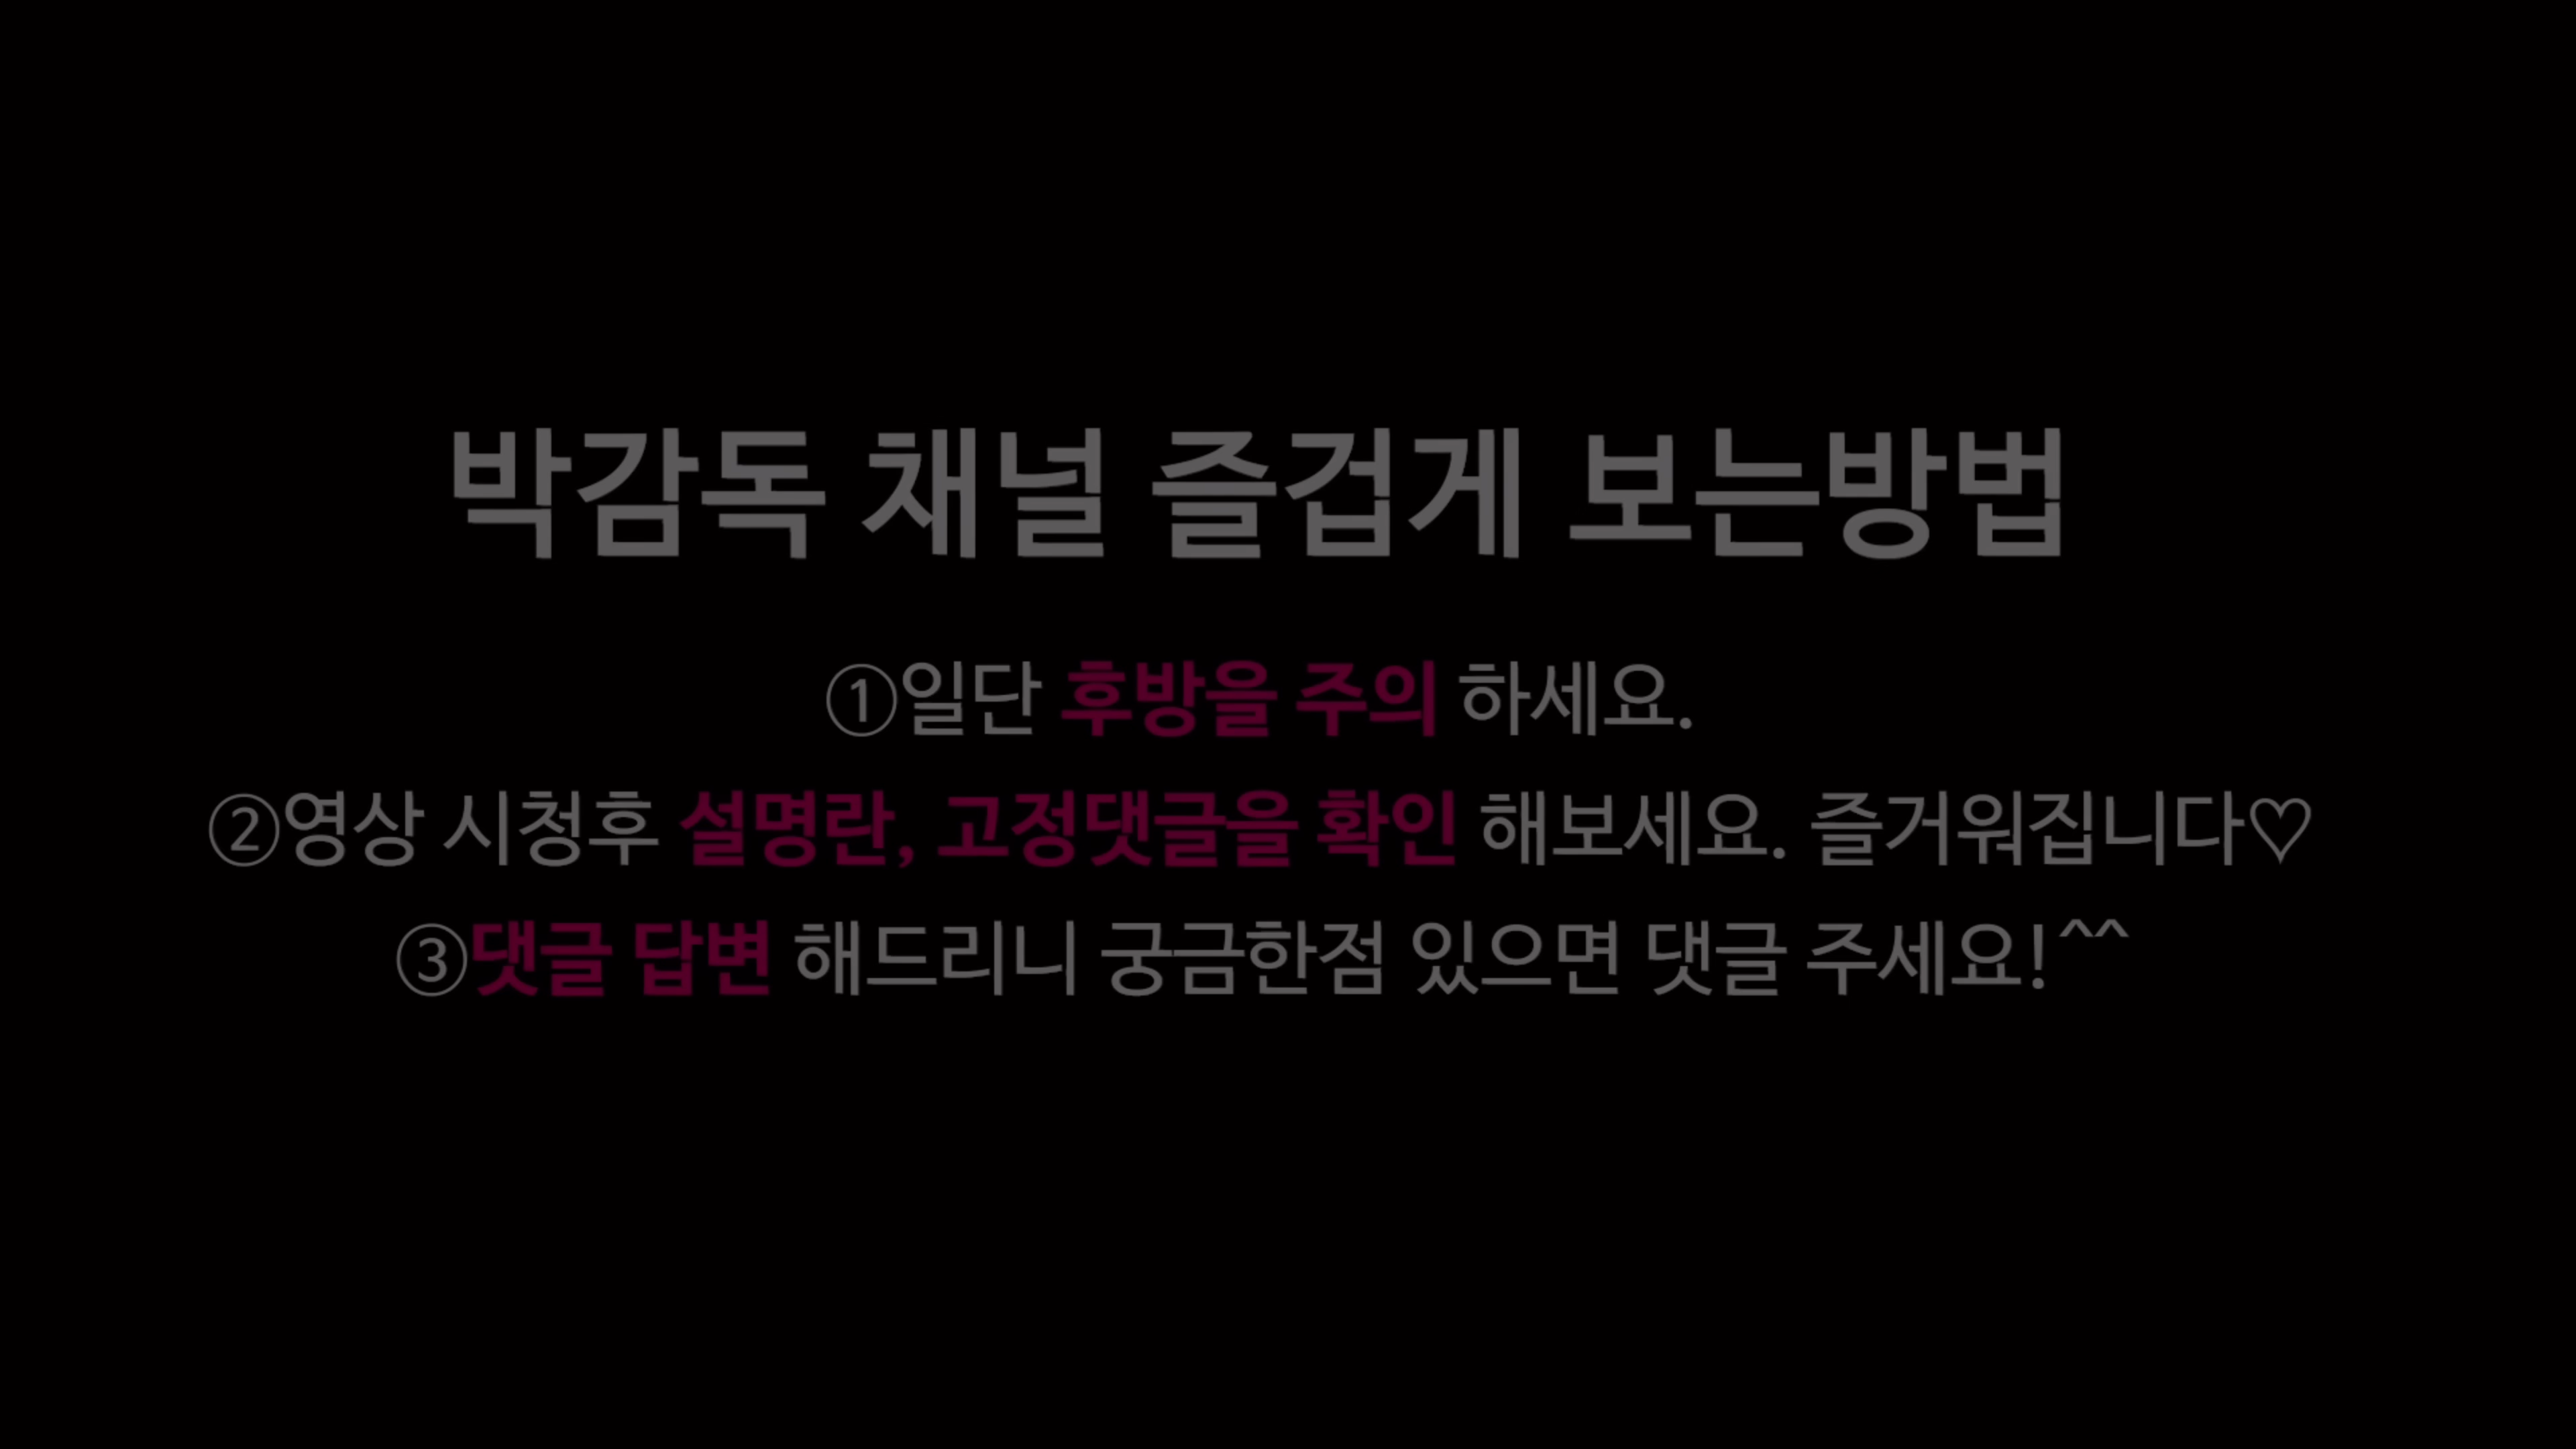 박감독 채널 즐겁게 보는방법
①일단 후방을 주의 하세요.
②영상 시청후 설명란, 고정댓글을 확인 해보세요. 즐거워집니다♡
③댓글 답변 해드리니 궁금한점 있으면 댓글 주세요!^^